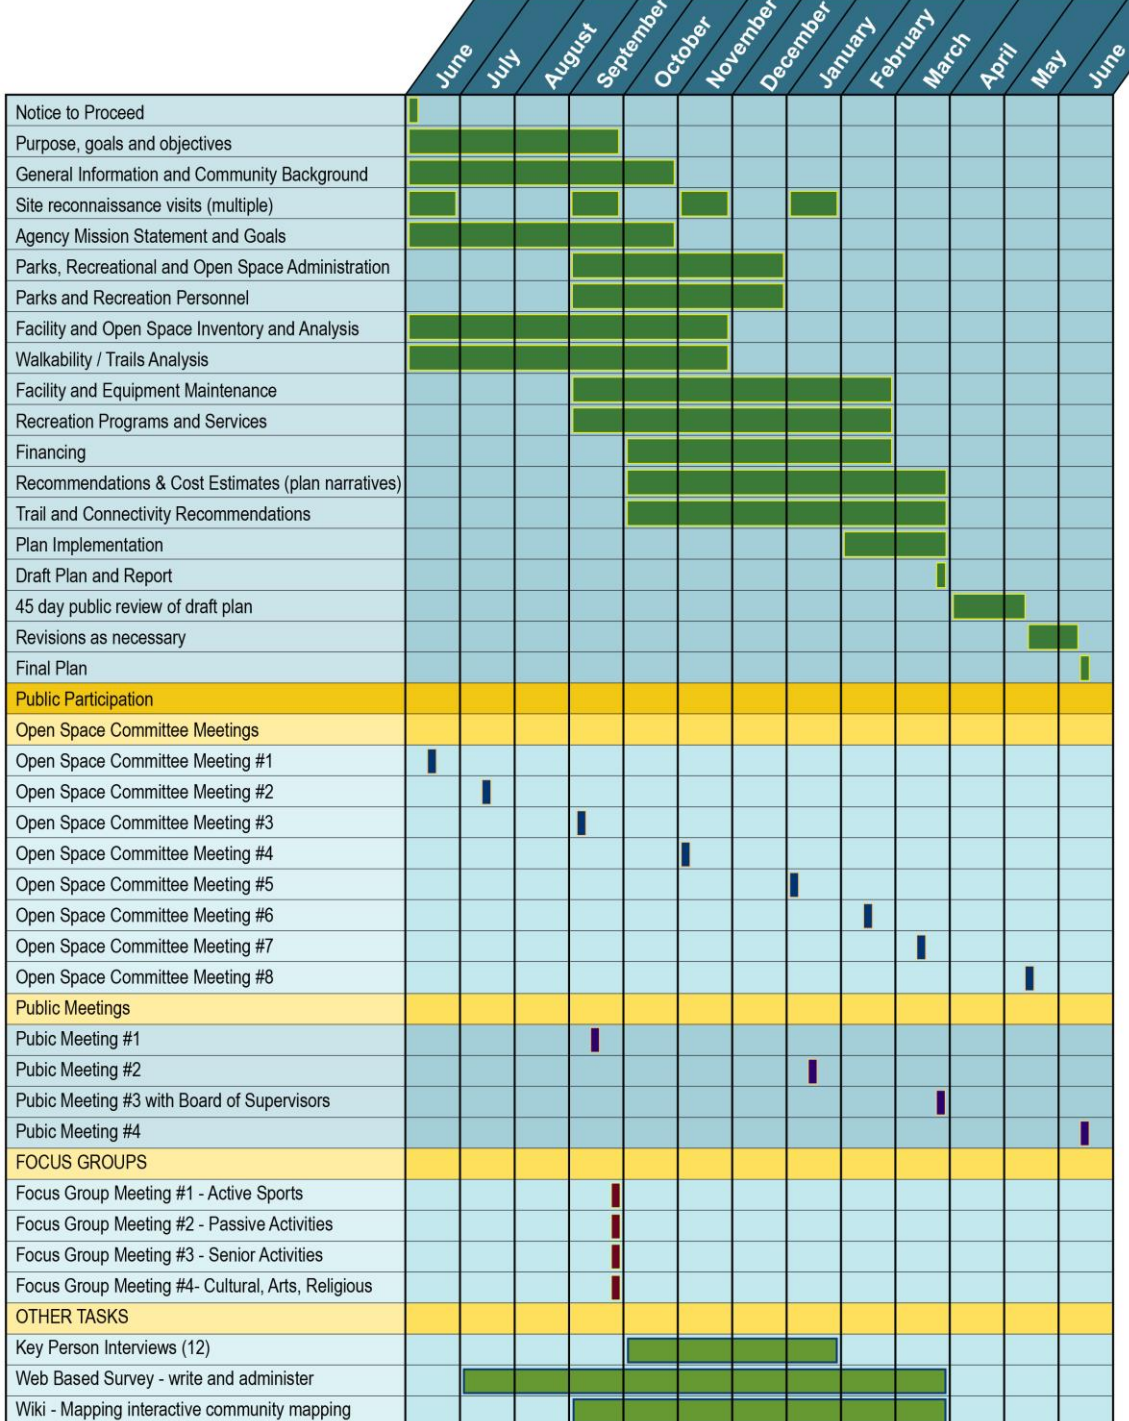 June
July
August
September
October
November
December
January
February
March
April
May
June
Notice to Proceed
Purpose, goals and objectives
General Information and Community Background
Site reconnaissance visits (multiple)
Agency Mission Statement and Goals
Parks, Recreational and Open Space Administration
Parks and Recreation Personnel
Facility and Open Space Inventory and Analysis
Walkability / Trails Analysis
Facility and Equipment Maintenance
Recreation Programs and Services
Financing
Recommendations & Cost Estimates (plan narratives)
Trail and Connectivity Recommendations
Plan Implementation
Draft Plan and Report
45 day public review of draft plan
Revisions as necessary
Final Plan
Public Participation
Open Space Committee Meetings
Open Space Committee Meeting #1
Open Space Committee Meeting #2
Open Space Committee Meeting #3
Open Space Committee Meeting #4
Open Space Committee Meeting #5
Open Space Committee Meeting #6
Open Space Committee Meeting #7
Open Space Committee Meeting #8
Public Meetings
Pubic Meeting #1
Pubic Meeting #2
Pubic Meeting #3 with Board of Supervisors
Pubic Meeting #4
FOCUS GROUPS
Focus Group Meeting #1 - Active Sports
Focus Group Meeting #2 - Passive Activities
Focus Group Meeting #3 - Senior Activities
Focus Group Meeting #4- Cultural, Arts, Religious
OTHER TASKS
Key Person Interviews (12)
Web Based Survey - write and administer
Wiki - Mapping interactive community mapping